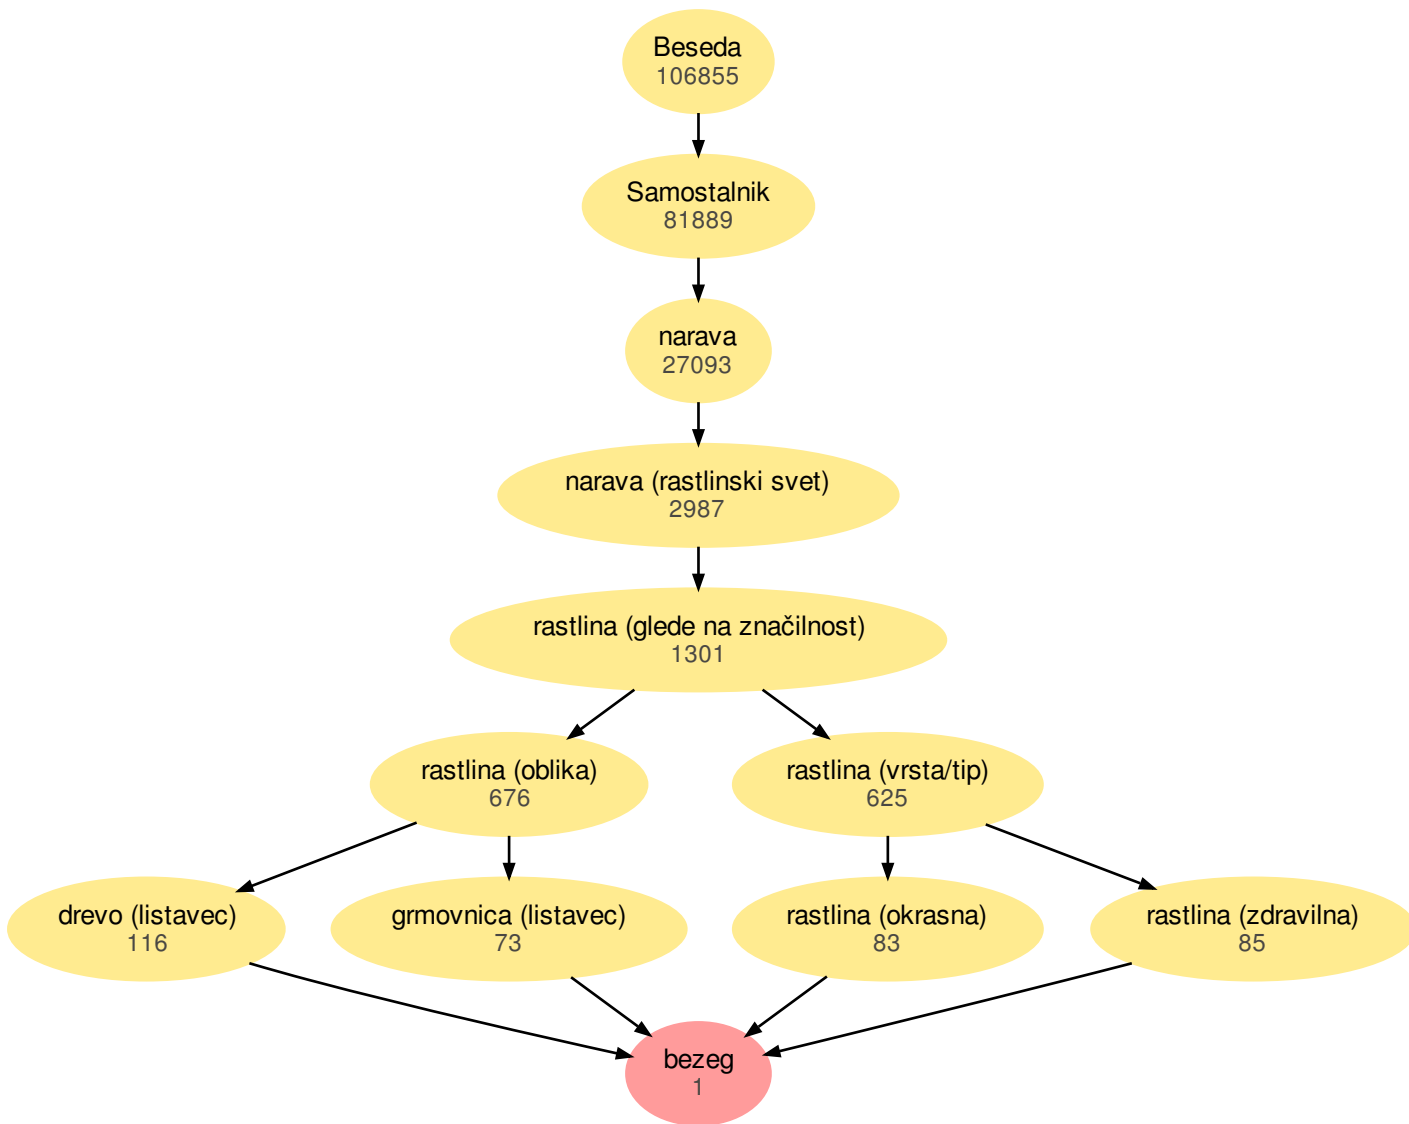 Beseda
106855
Samostalnik
81889
narava
27093
narava (rastlinski svet)
2987
rastlina (glede na značilnost)
1301
rastlina (oblika)
676
rastlina (vrsta/tip)
625
drevo (listavec)
116
grmovnica (listavec)
73
rastlina (okrasna)
83
rastlina (zdravilna)
85
bezeg
1